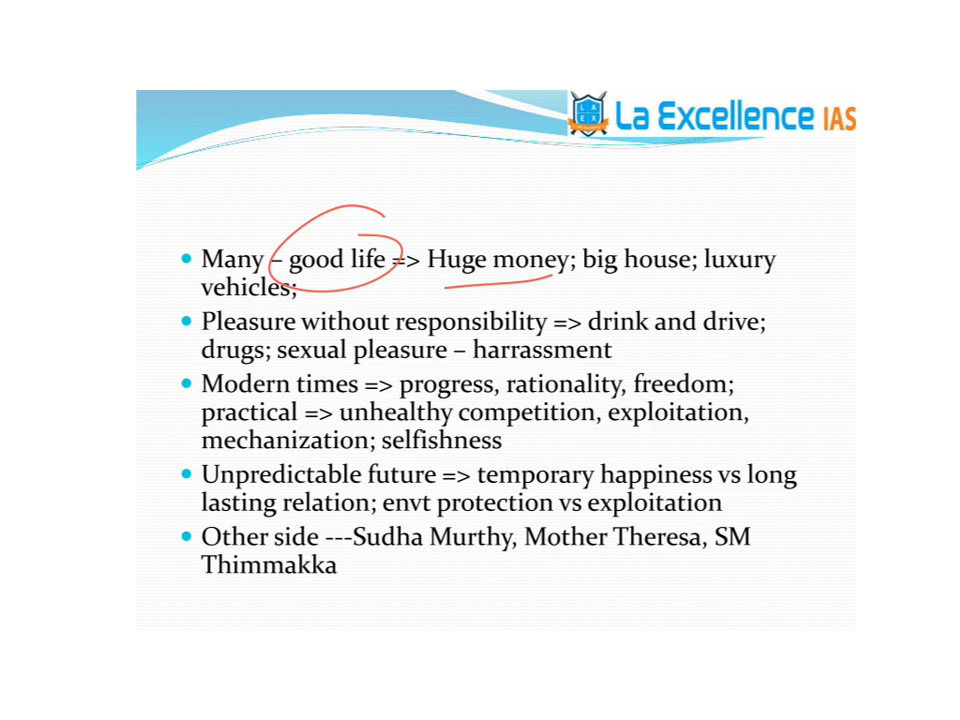 L A
E X
La Excellence IAS
Many – good life => Huge money; big house; luxury
vehicles;
Pleasure without responsibility => drink and drive;
drugs; sexual pleasure – harrassment
Modern times => progress, rationality, freedom;
practical => unhealthy competition, exploitation,
mechanization; selfishness
Unpredictable future => temporary happiness vs long
lasting relation; envt protection vs exploitation
Other side ---Sudha Murthy, Mother Theresa, SM
Thimmakka